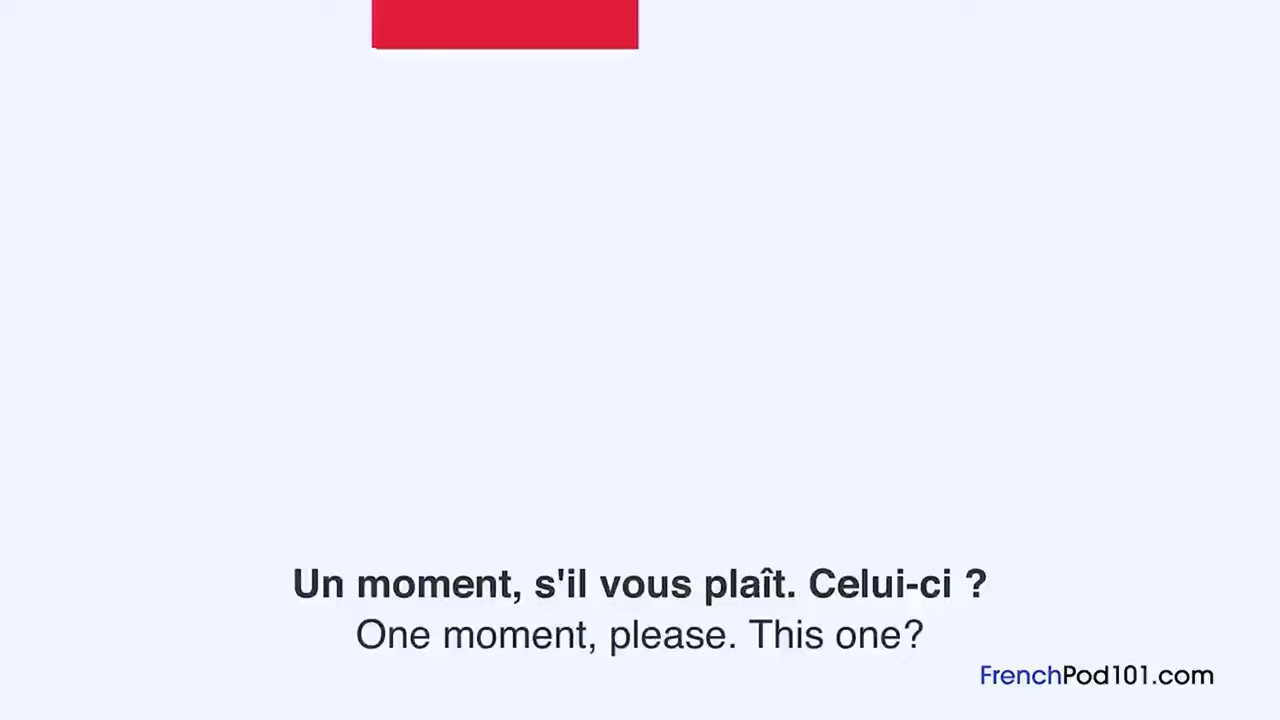 Un moment, s'il vous plaît. Celui-ci ?
One moment, please. This one?
FrenchPod101.com